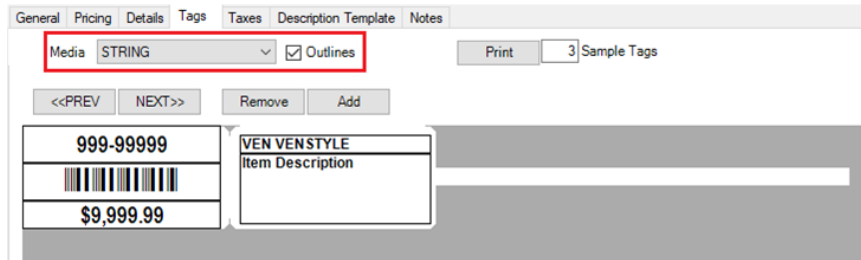 General Pricing Details Tags Taxes Description Template Notes
Media STRING Outlines Print 3 Sample Tags
<<PREV NEXT>> Remove Add
999-99999
$9,999.99
VEN VENSTYLE
Item Description